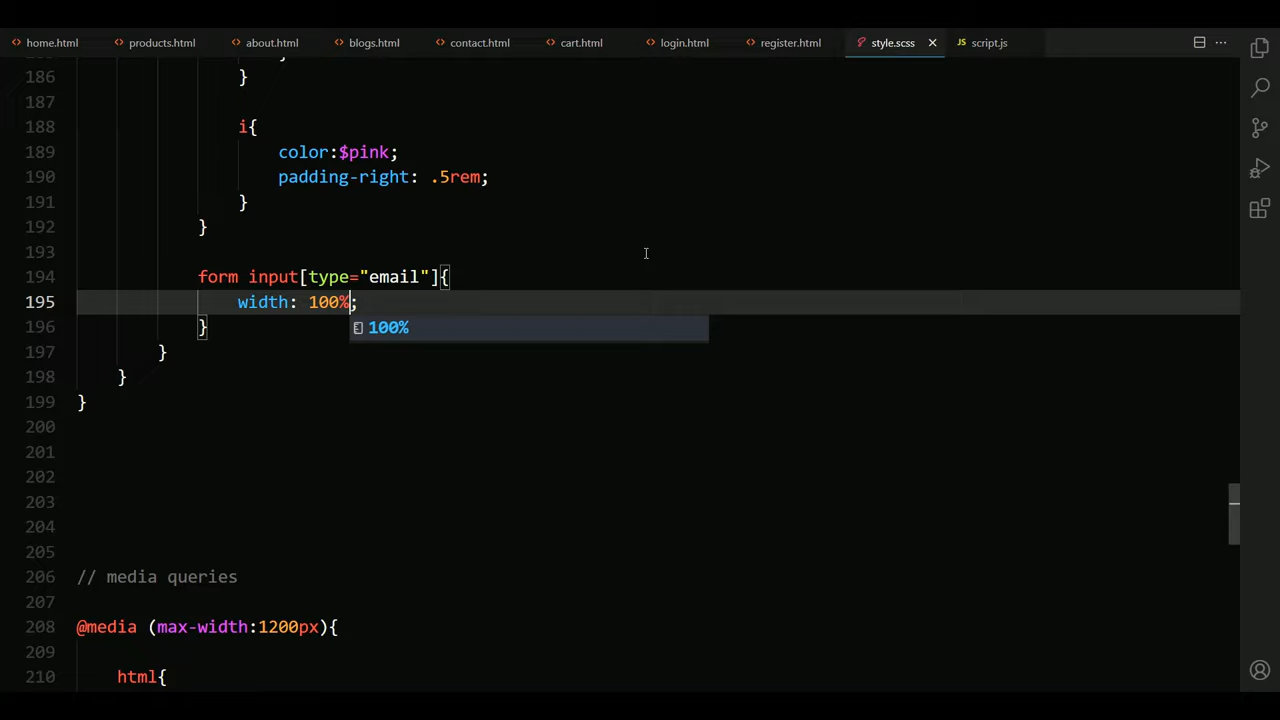 home.html products.html about.html blogs.html contact.html cart.html login.html register.html style.scss JS script.js
186 }
187
188 i{
189 color:$pink;
190 padding-right: .5rem;
191 }
192 }
193
194 form input[type="email"]{
195 width: 100%;
196 }
100%
197 }
198 }
199 }
200
201
202
203
204
205
206 // media queries
207
208 @media (max-width:1200px){
209
210 html{